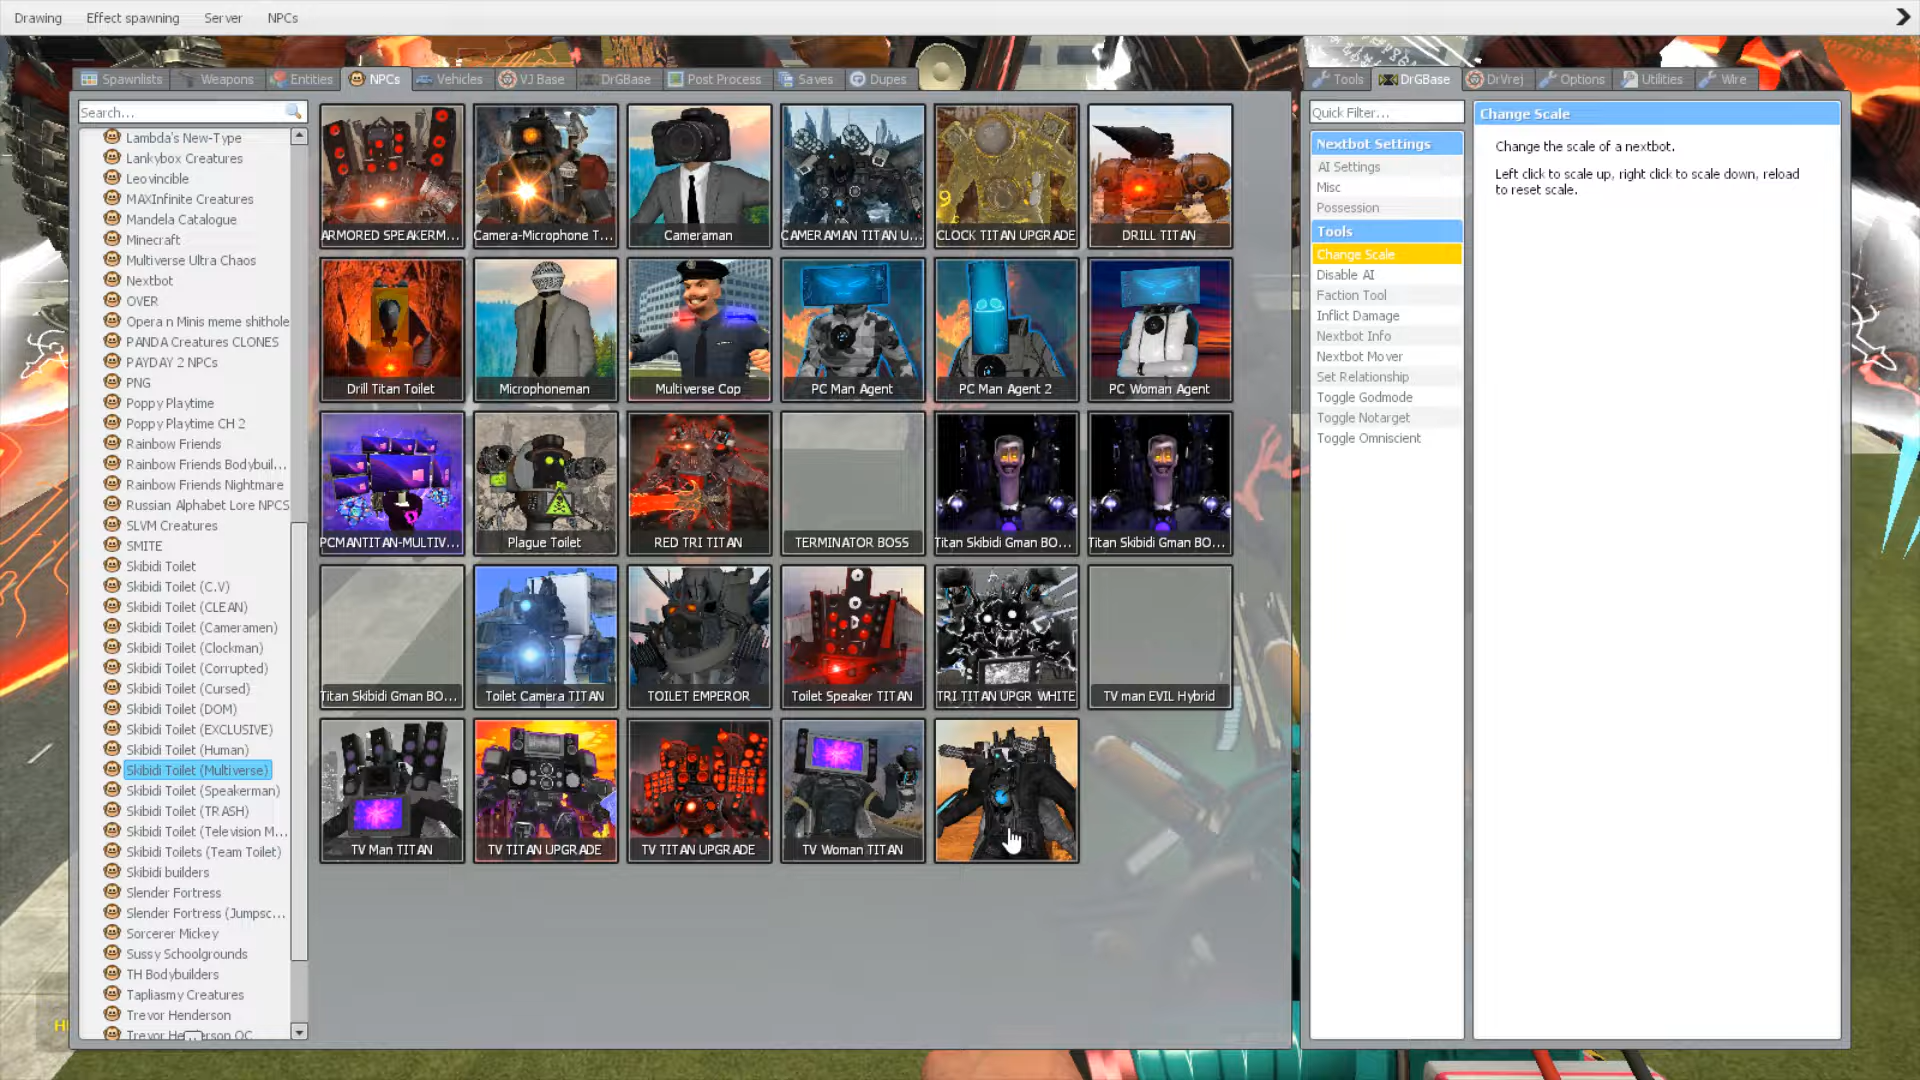 Drawing Effect spawning Server NPCs
Spawnlists Weapons Entities NPCs Vehicles VJ Base DrGBase Post Process Saves Dupes
Tools DrGBase DrVrej Options Utilities Wire
Search...
Lambda's New-Type
Lankybox Creatures
Leovincible
MAXInfinite Creatures
Mandela Catalogue
Minecraft
Multiverse Ultra Chaos
Nextbot
OVER
Opera n Minis meme shithole
PANDA Creatures CLONES
PAYDAY 2 NPCs
PNG
Poppy Playtime
Poppy Playtime CH 2
Rainbow Friends
Rainbow Friends Bodybuil...
Rainbow Friends Nightmare
Russian Alphabet Lore NPCS
SLVM Creatures
SMITE
Skibidi Toilet
Skibidi Toilet (C.V)
Skibidi Toilet (CLEAN)
Skibidi Toilet (Cameramen)
Skibidi Toilet (Clockman)
Skibidi Toilet (Corrupted)
Skibidi Toilet (Cursed)
Skibidi Toilet (DOM)
Skibidi Toilet (EXCLUSIVE)
Skibidi Toilet (Human)
Skibidi Toilet (Multiverse)
Skibidi Toilet (Speakerman)
Skibidi Toilet (TRASH)
Skibidi Toilet (Television M...
Skibidi Toilets (Team Toilet)
Skibidi builders
Slender Fortress
Slender Fortress (Jumpsc...
Sorcerer Mickey
Sussy Schoolgrounds
TH Bodybuilders
Tapliasmy Creatures
Trevor Henderson
ARMORED SPEAKERM... Camera-Microphone T... Cameraman CAMERAMAN TITAN U... CLOCK TITAN UPGRADE DRILL TITAN
Drill Titan Toilet Microphoneman Multiverse Cop PC Man Agent PC Man Agent 2 PC Woman Agent
PCMANTITAN-MULTIV... Plague Toilet RED TRI TITAN TERMINATOR BOSS Titan Skibidi Gman BO... Titan Skibidi Gman BO...
Titan Skibidi Gman BO... Toilet Camera TITAN TOILET EMPEROR Toilet Speaker TITAN TRI TITAN UPGR WHITE TV man EVIL Hybrid
TV Man TITAN TV TITAN UPGRADE TV TITAN UPGRADE TV Woman TITAN
Quick Filter...
Nextbot Settings
AI Settings
Misc
Possession
Tools
Change Scale
Disable AI
Faction Tool
Inflict Damage
Nextbot Info
Nextbot Mover
Set Relationship
Toggle Godmode
Toggle Notarget
Toggle Omniscient
Change Scale
Change the scale of a nextbot.
Left click to scale up, right click to scale down, reload
to reset scale.